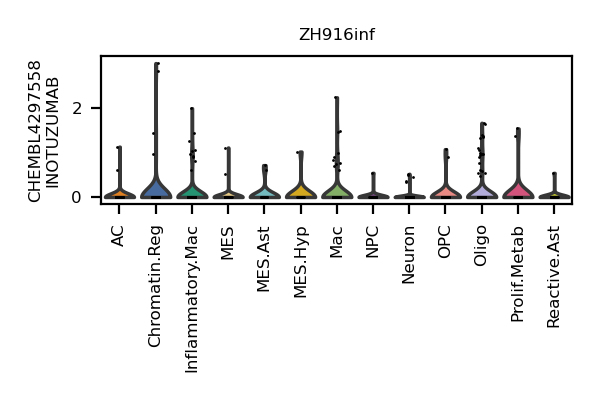 ZH916inf
CHEMBL4297558
INOTUZUMAB
2
0
AC
Chromatin.Reg
Inflammatory.Mac
MES
MES.Ast
MES.Hyp
Mac
NPC
Neuron
OPC
Oligo
Prolif.Metab
Reactive.Ast